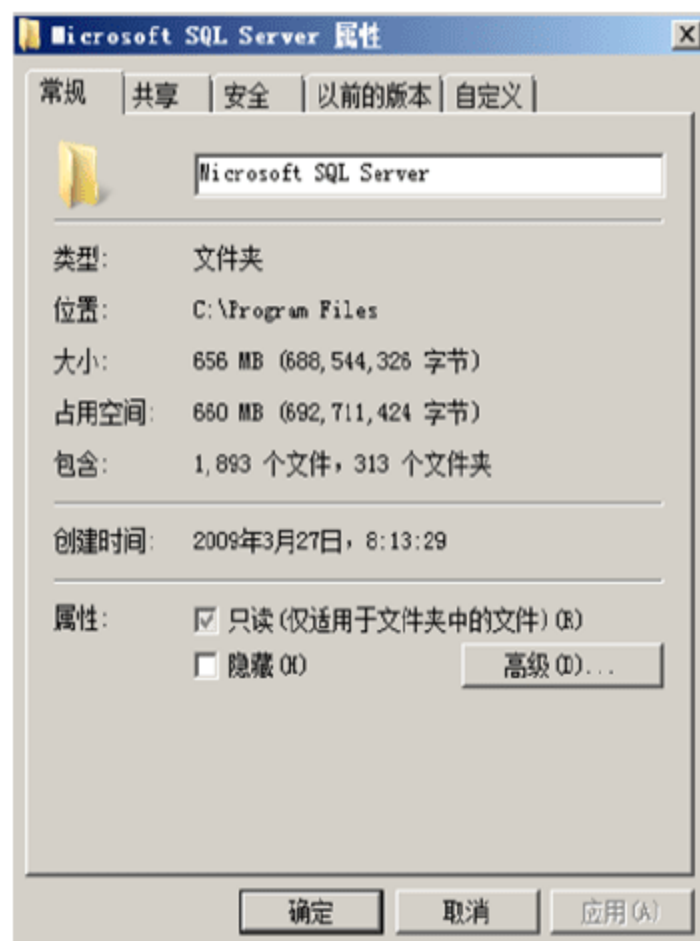 Microsoft SQL Server 属性
常规 共享 安全 以前的版本 自定义
Microsoft SQL Server
类型: 文件夹
位置: C:\Program Files
大小: 656 MB (688,544,326 字节)
占用空间: 660 MB (692,711,424 字节)
包含: 1,893 个文件，313 个文件夹
创建时间: 2009年3月27日，8:13:29
属性: 只读(仅适用于文件夹中的文件)(R)
隐藏(H) 高级(D)...
确定 取消 应用(A)